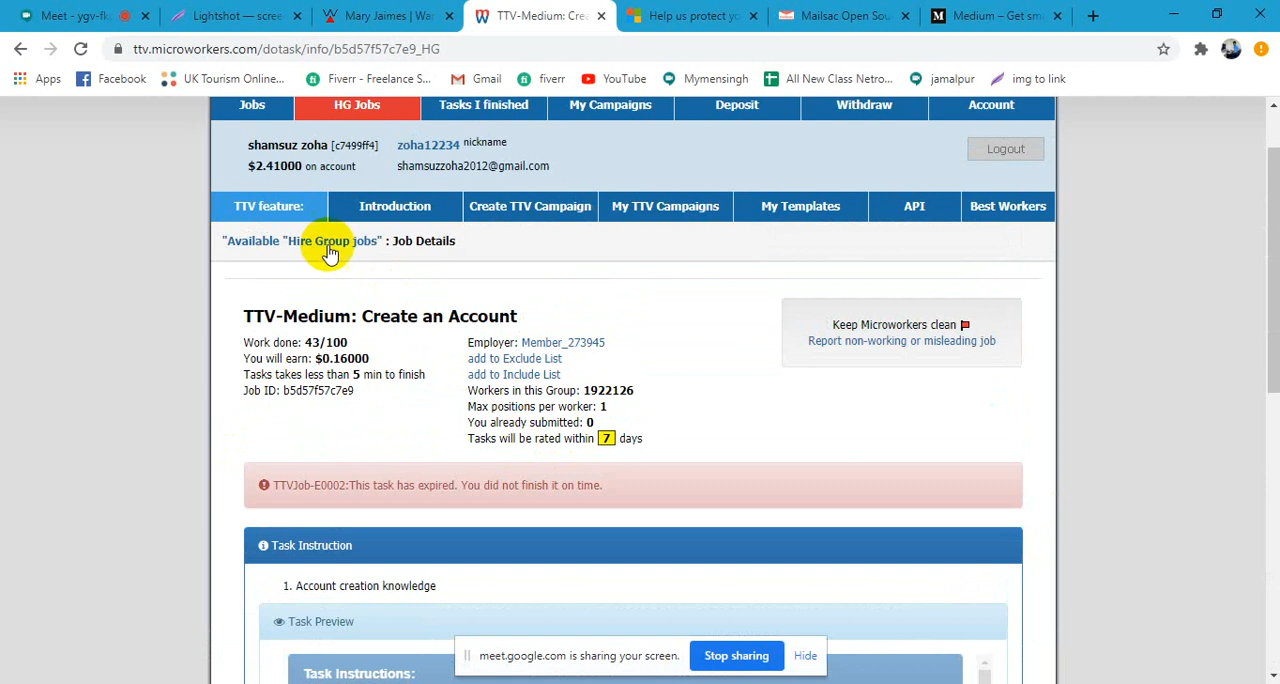 Meet - ygv-fk
Lightshot — scree
Mary Jaimes | Wa
TTV-Medium: Cre
Help us protect yo
Mailsac Open Sou
Medium – Get sm
ttv.microworkers.com/dotask/info/b5d57f57c7e9_HG
Apps
Facebook
UK Tourism Online...
Fiverr - Freelance S...
Gmail
fiverr
YouTube
Mymensingh
All New Class Netro...
jamalpur
img to link
Jobs
HG Jobs
Tasks I finished
My Campaigns
Deposit
Withdraw
Account
shamsuz zoha [c7499ff4]
zoha12234 nickname
$2.41000 on account
shamsuzzoha2012@gmail.com
Logout
TTV feature:
Introduction
Create TTV Campaign
My TTV Campaigns
My Templates
API
Best Workers
"Available "Hire Group jobs" : Job Details
TTV-Medium: Create an Account
Work done: 43/100
You will earn: $0.16000
Tasks takes less than 5 min to finish
Job ID: b5d57f57c7e9
Employer: Member_273945
add to Exclude List
add to Include List
Workers in this Group: 1922126
Max positions per worker: 1
You already submitted: 0
Tasks will be rated within 7 days
Keep Microworkers clean
Report non-working or misleading job
TTVJob-E0002:This task has expired. You did not finish it on time.
Task Instruction
1. Account creation knowledge
Task Preview
Task Instructions:
meet.google.com is sharing your screen.
Stop sharing
Hide